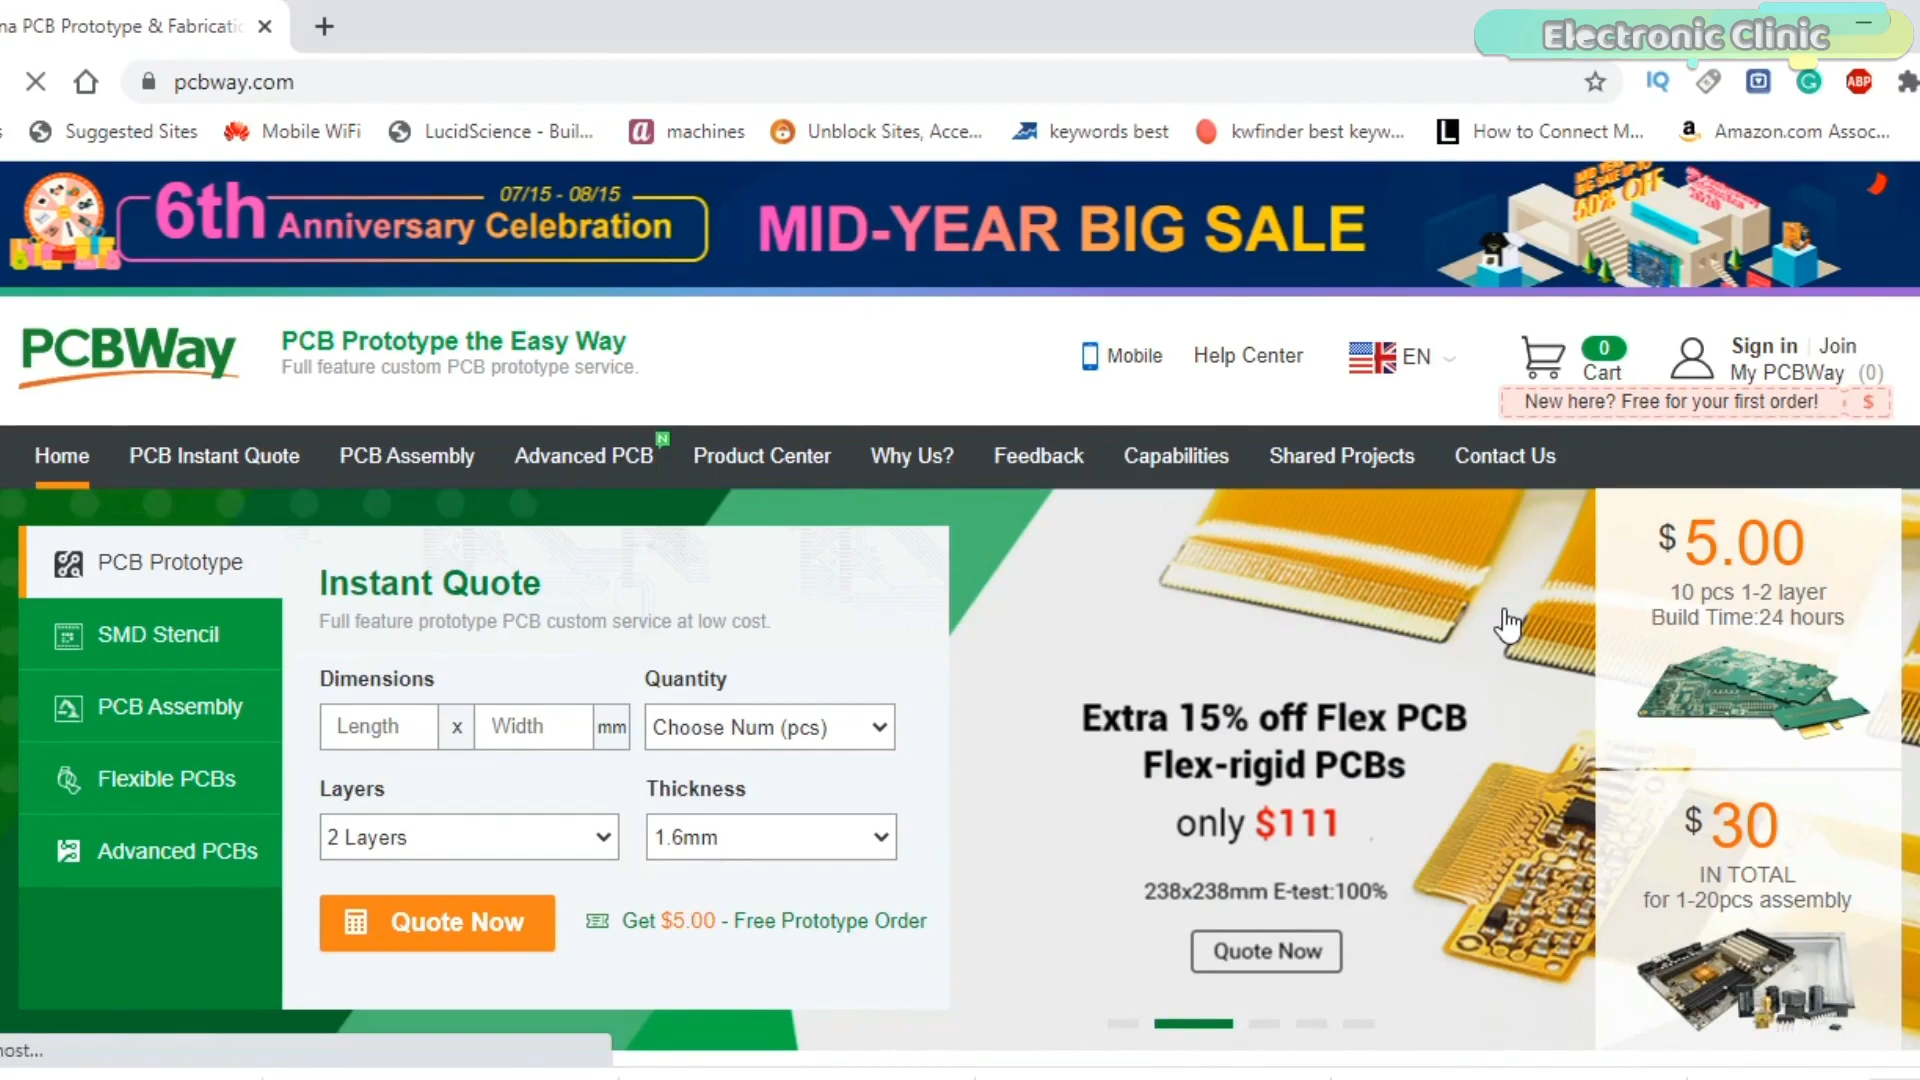 na PCB Prototype & Fabricati
Electronic Clinic
pcbway.com
IQ
ABP
Suggested Sites
Mobile WiFi
LucidScience - Buil...
machines
Unblock Sites, Acce...
keywords best
kwfinder best keyw...
How to Connect M...
Amazon.com Assoc...
6th
07/15 - 08/15
Anniversary Celebration
MID-YEAR BIG SALE
50% OFF
PCBWay
PCB Prototype the Easy Way
Full feature custom PCB prototype service.
Mobile
Help Center
EN
0
Cart
Sign in
Join
My PCBWay (0)
New here? Free for your first order!
$
Home
PCB Instant Quote
PCB Assembly
Advanced PCB
N
Product Center
Why Us?
Feedback
Capabilities
Shared Projects
Contact Us
PCB Prototype
SMD Stencil
PCB Assembly
Flexible PCBs
Advanced PCBs
Instant Quote
Full feature prototype PCB custom service at low cost.
Dimensions
Quantity
Length
x
Width
mm
Choose Num (pcs)
Layers
Thickness
2 Layers
1.6mm
Quote Now
Get $5.00 - Free Prototype Order
Extra 15% off Flex PCB
Flex-rigid PCBs
only $111
238x238mm E-test:100%
Quote Now
$ 5.00
10 pcs 1-2 layer
Build Time:24 hours
$ 30
IN TOTAL
for 1-20pcs assembly
host...